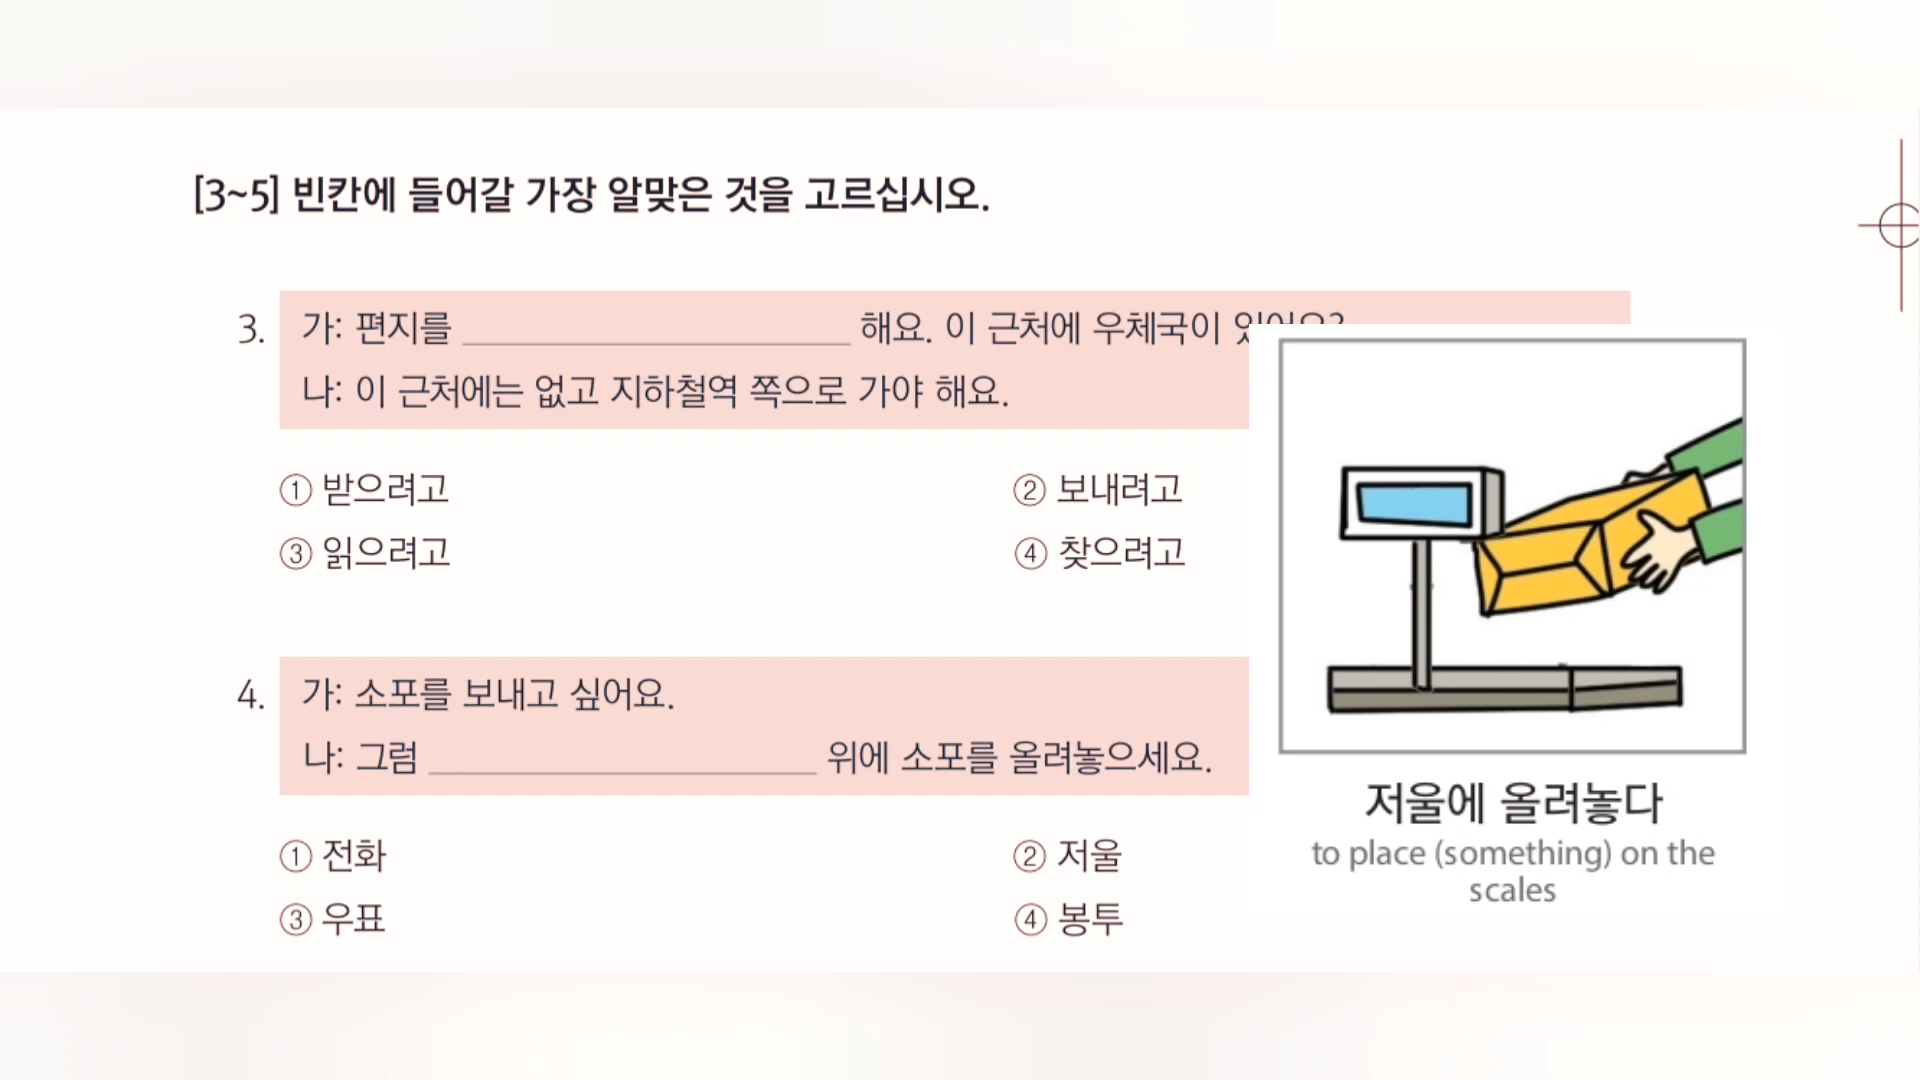 [3~5] 빈칸에 들어갈 가장 알맞은 것을 고르십시오.
3. 가: 편지를 ____________ 해요. 이 근처에 우체국이 있어요?
나: 이 근처에는 없고 지하철역 쪽으로 가야 해요.
① 받으려고 ② 보내려고
③ 읽으려고 ④ 찾으려고
4. 가: 소포를 보내고 싶어요.
나: 그럼 ____________ 위에 소포를 올려놓으세요.
① 전화 ② 저울
③ 우표 ④ 봉투
저울에 올려놓다
to place (something) on the
scales